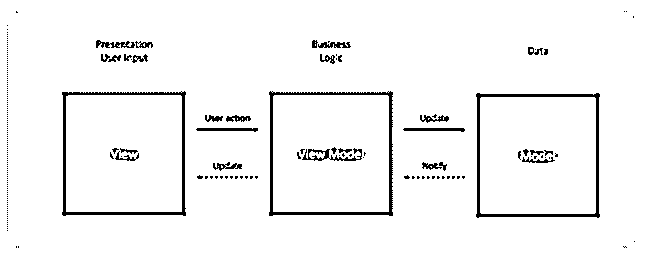 Presentation
User Input
Business
Logic
Data
User action
Update
View
View Model
Model
Update
Notify